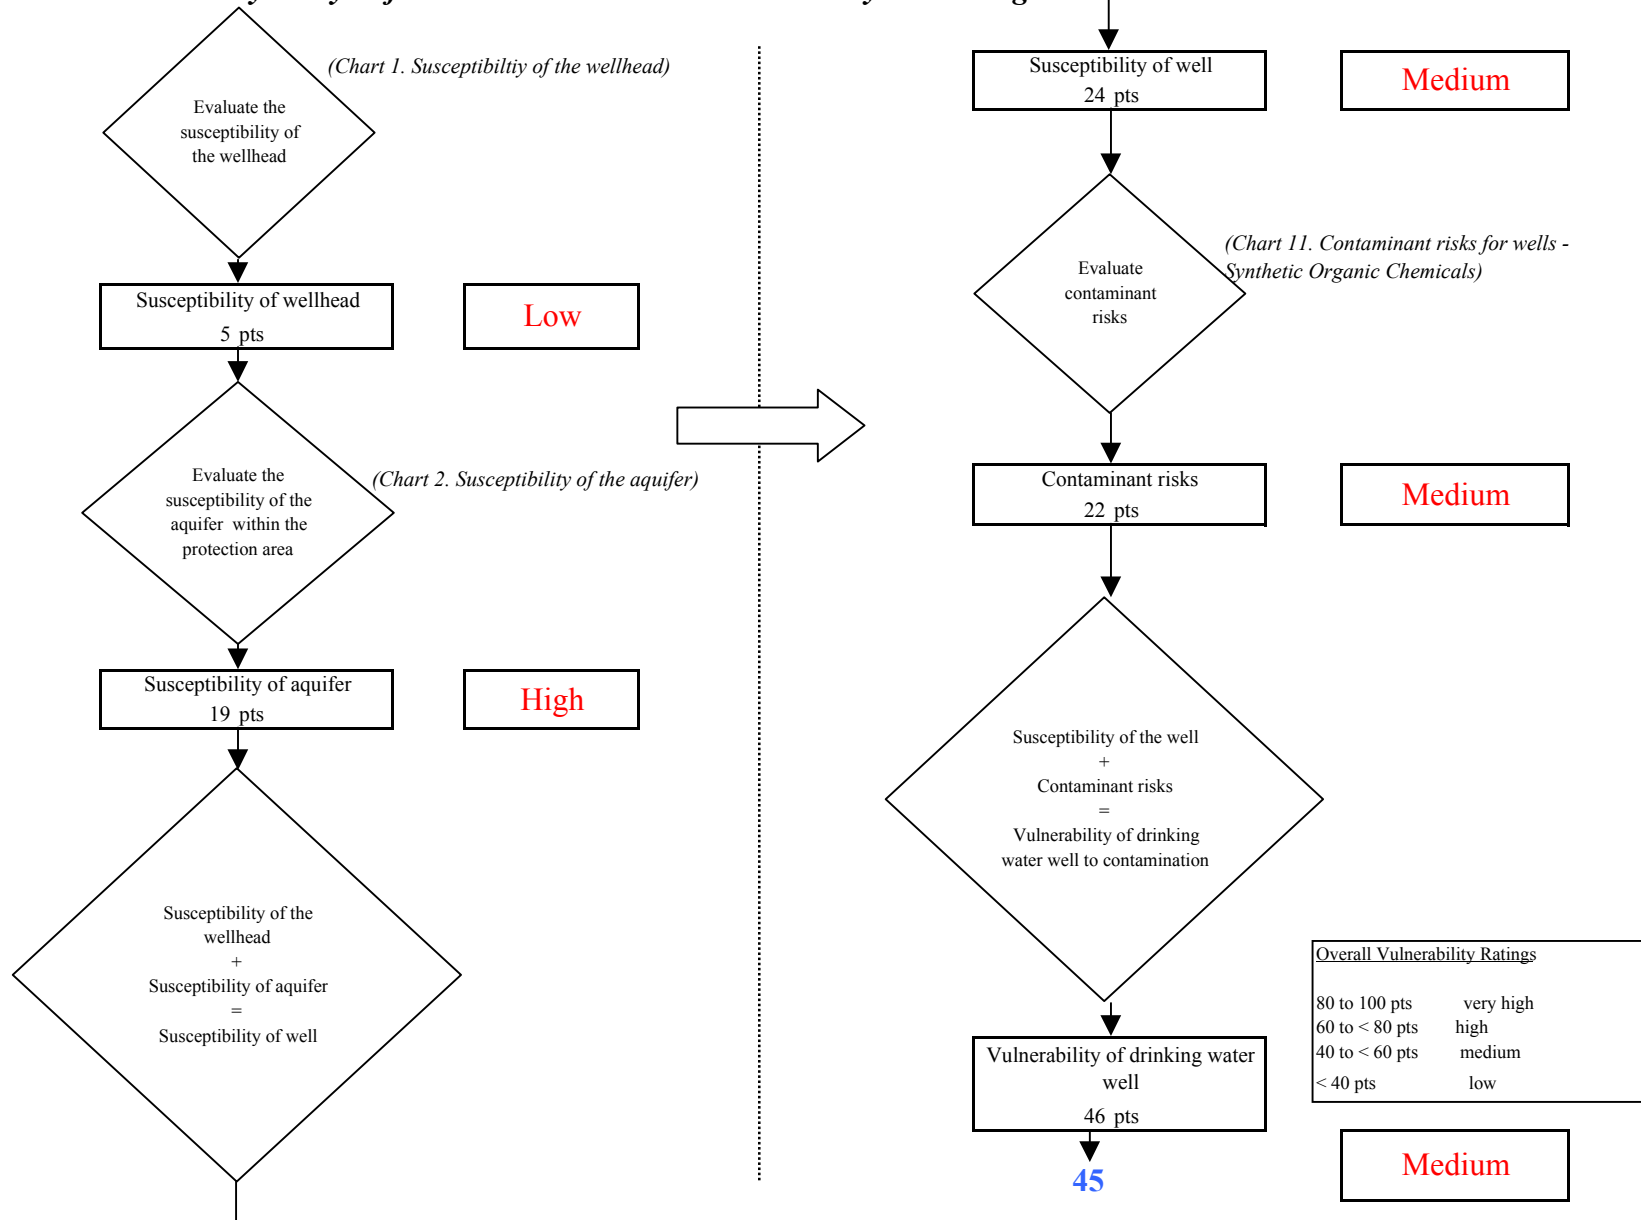 (Chart 1. Susceptibiltiy of the wellhead)
Evaluate the
susceptibility of
the wellhead
Susceptibility of wellhead
5 pts
Low
Evaluate the
susceptibility of the
aquifer within the
protection area
(Chart 2. Susceptibility of the aquifer)
Susceptibility of aquifer
19 pts
High
Susceptibility of the
wellhead
+
Susceptibility of aquifer
=
Susceptibility of well
Susceptibility of well
24 pts
Medium
(Chart 11. Contaminant risks for wells -
Synthetic Organic Chemicals)
Evaluate
contaminant
risks
Contaminant risks
22 pts
Medium
Susceptibility of the well
+
Contaminant risks
=
Vulnerability of drinking
water well to contamination
Overall Vulnerability Ratings
80 to 100 pts very high
60 to < 80 pts high
40 to < 60 pts medium
< 40 pts low
Vulnerability of drinking water
well
46 pts
45
Medium